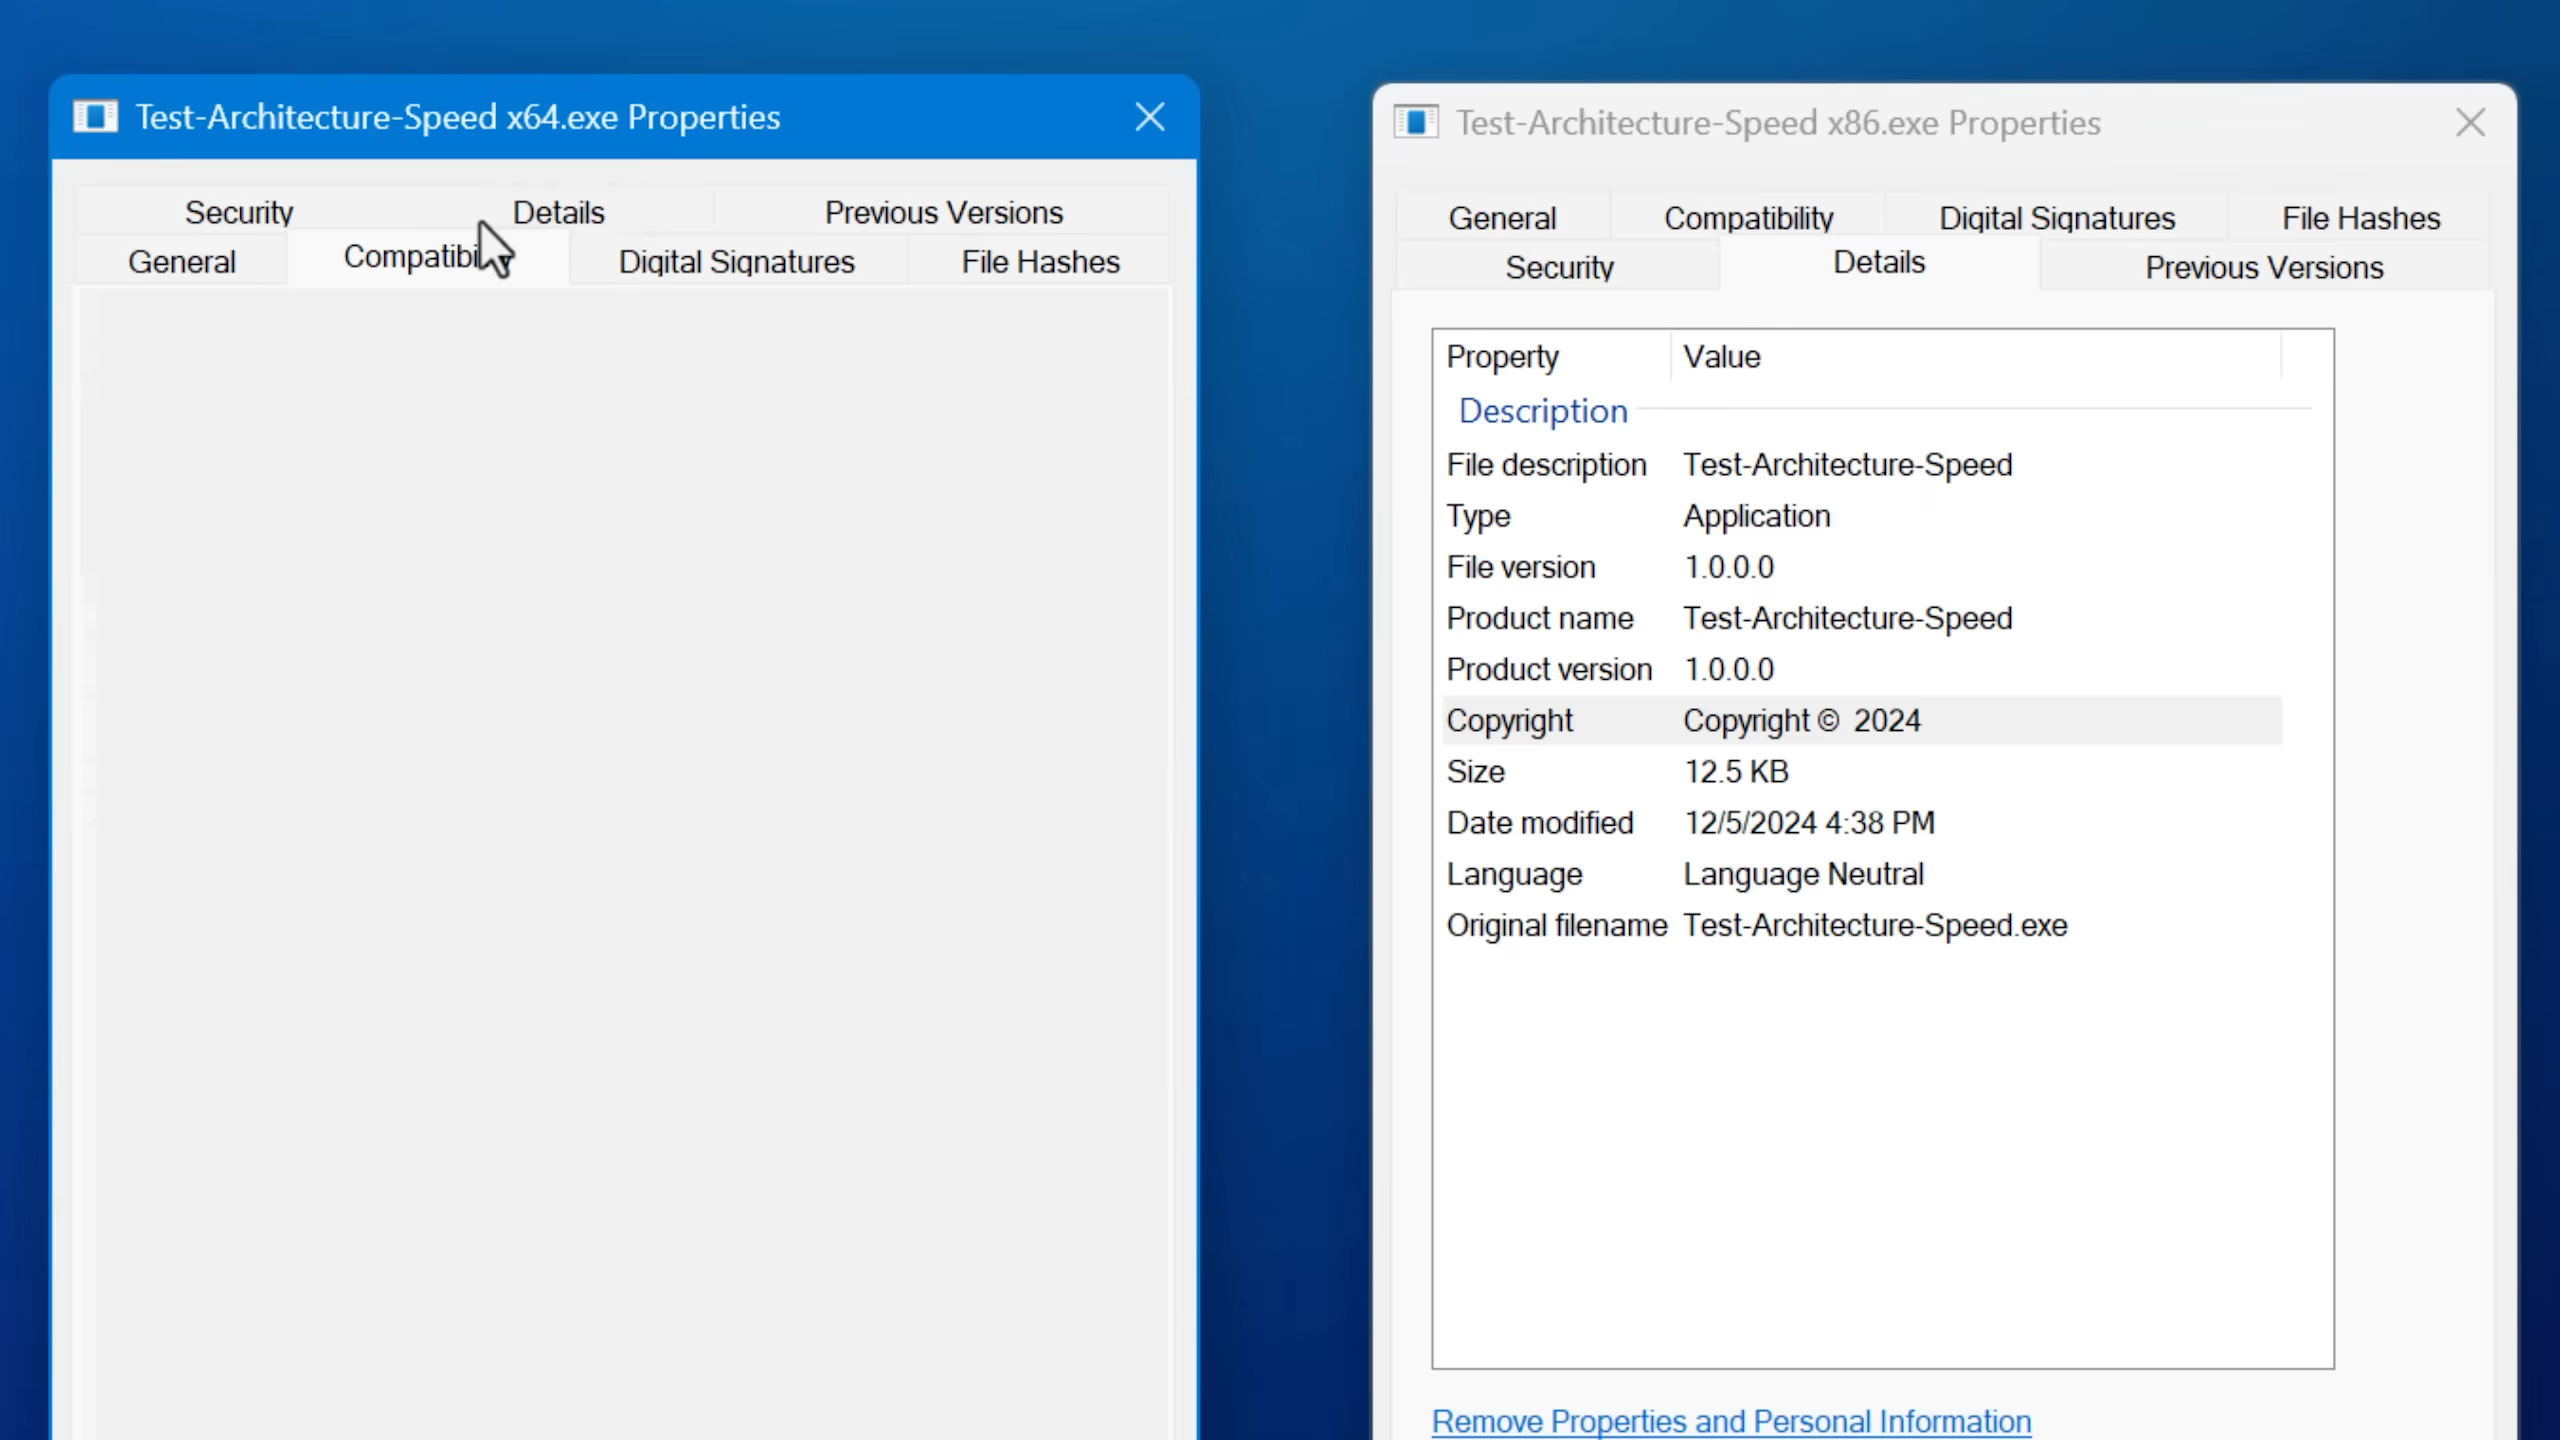 Test-Architecture-Speed x64.exe Properties
Security Details Previous Versions
General Digital Signatures File Hashes
Test-Architecture-Speed x86.exe Properties
General Compatibility Digital Signatures File Hashes
Security Details Previous Versions
Property Value
Description
File description Test-Architecture-Speed
Type Application
File version 1.0.0.0
Product name Test-Architecture-Speed
Product version 1.0.0.0
Copyright Copyright © 2024
Size 12.5 KB
Date modified 12/5/2024 4:38 PM
Language Language Neutral
Original filename Test-Architecture-Speed.exe
Remove Properties and Personal Information